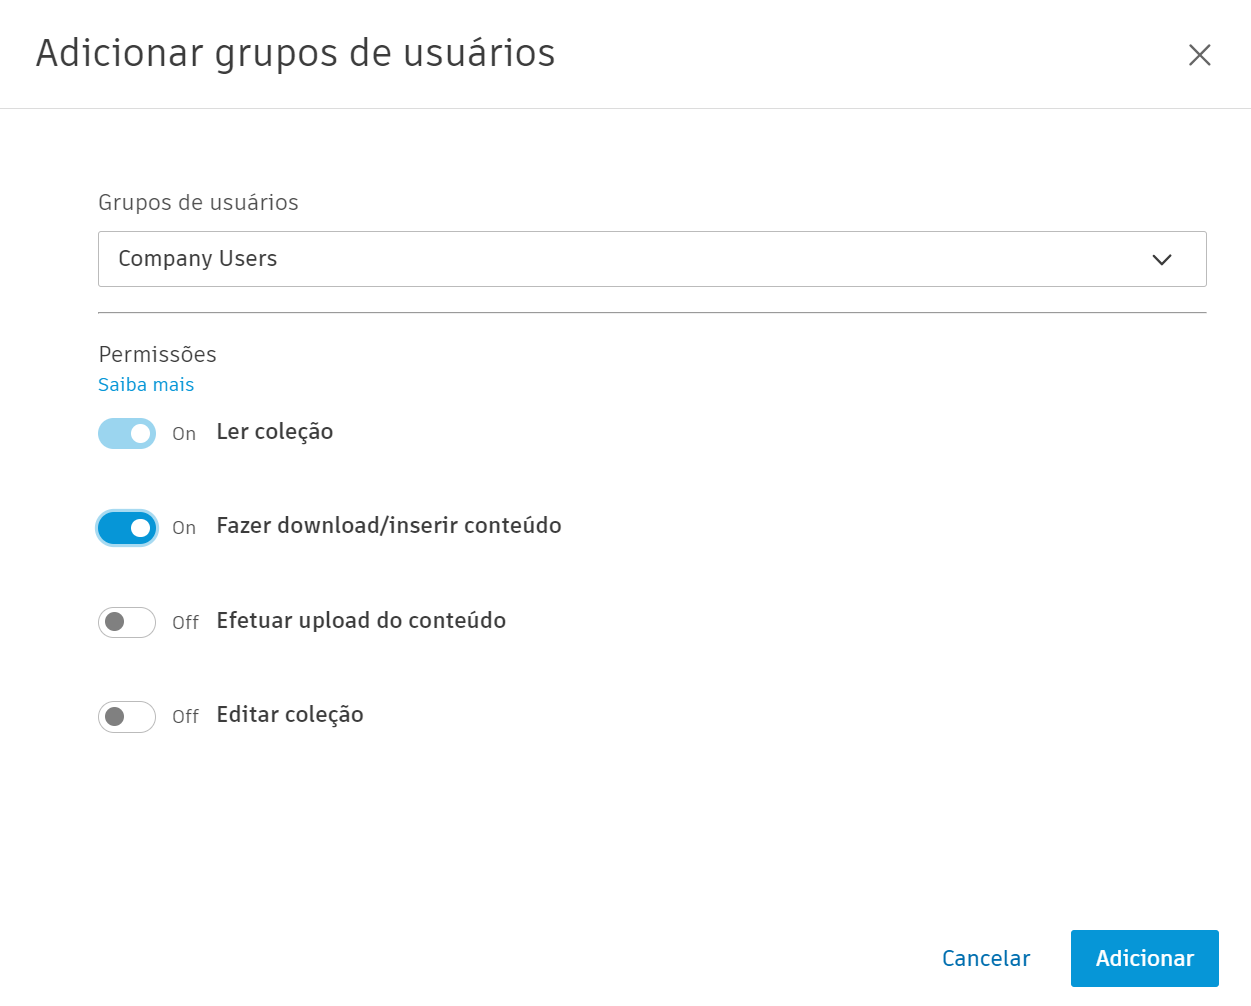 Adicionar grupos de usuários
Grupos de usuários
Company Users
Permissões
Saiba mais
On Ler coleção
On Fazer download/inserir conteúdo
Off Efetuar upload do conteúdo
Off Editar coleção
Cancelar Adicionar